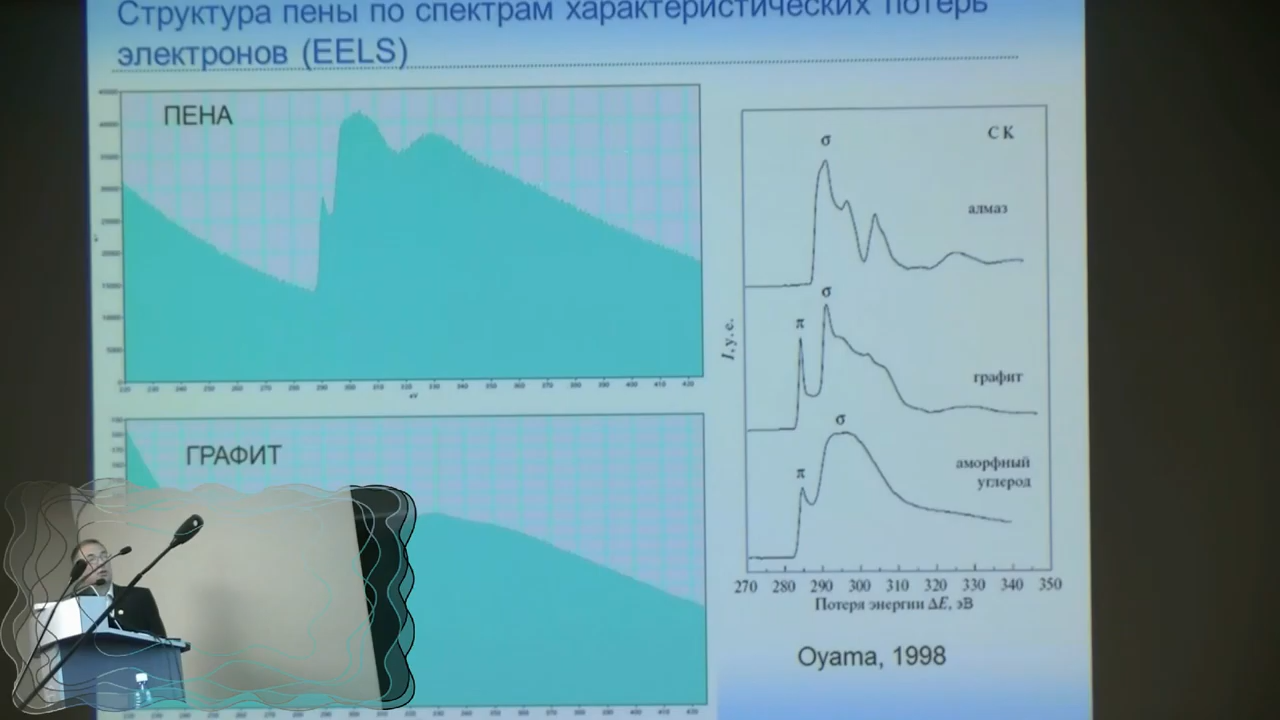 Структура пены по спектрам характеристических потерь
электронов (EELS)
ПЕНА
eV
ГРАФИТ
σ
C K
алмаз
σ
π
графит
σ
π
аморфный
углерод
I, у. е.
270 280 290 300 310 320 330 340 350
Потеря энергии ΔE, эВ
Oyama, 1998